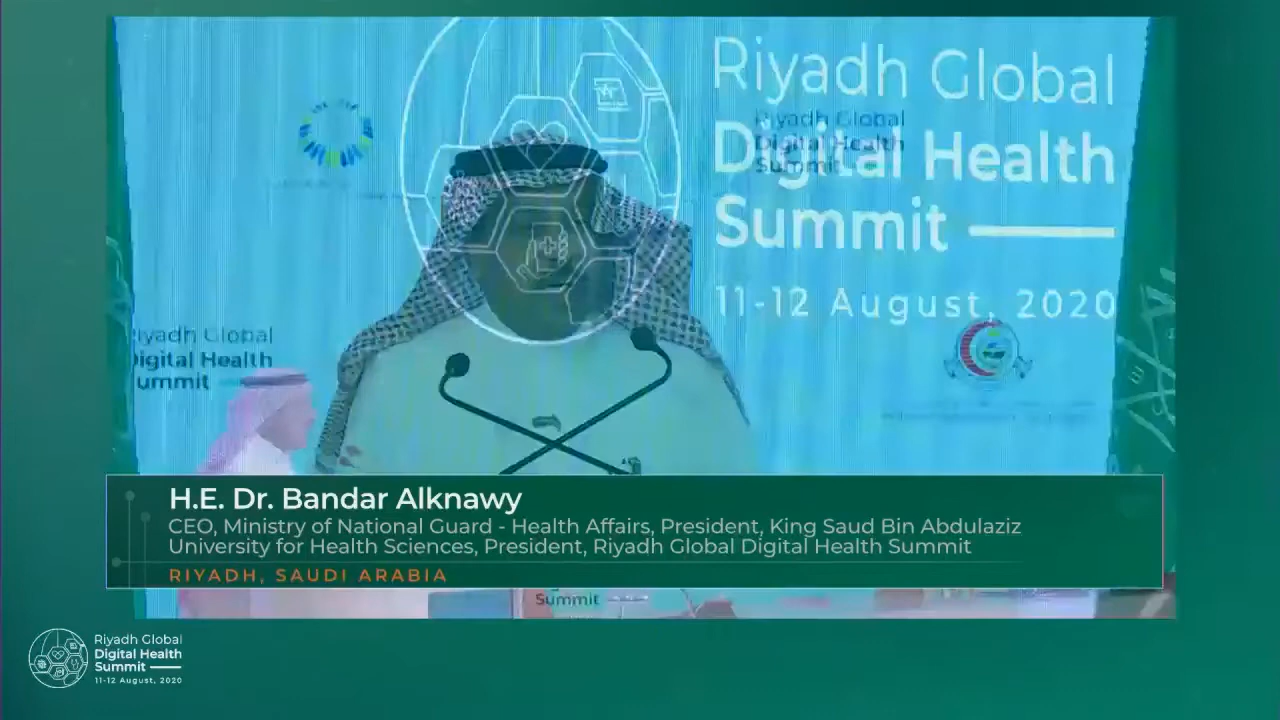 Riyadh Global
Digital Health
Summit
11-12 August, 2020
Riyadh Global
Digital Health
Summit
Riyadh Global
Digital Health
Summit
H.E. Dr. Bandar Alknawy
CEO, Ministry of National Guard - Health Affairs, President, King Saud Bin Abdulaziz
University for Health Sciences, President, Riyadh Global Digital Health Summit
RIYADH, SAUDI ARABIA
Summit
Riyadh Global
Digital Health
Summit
11-12 August, 2020